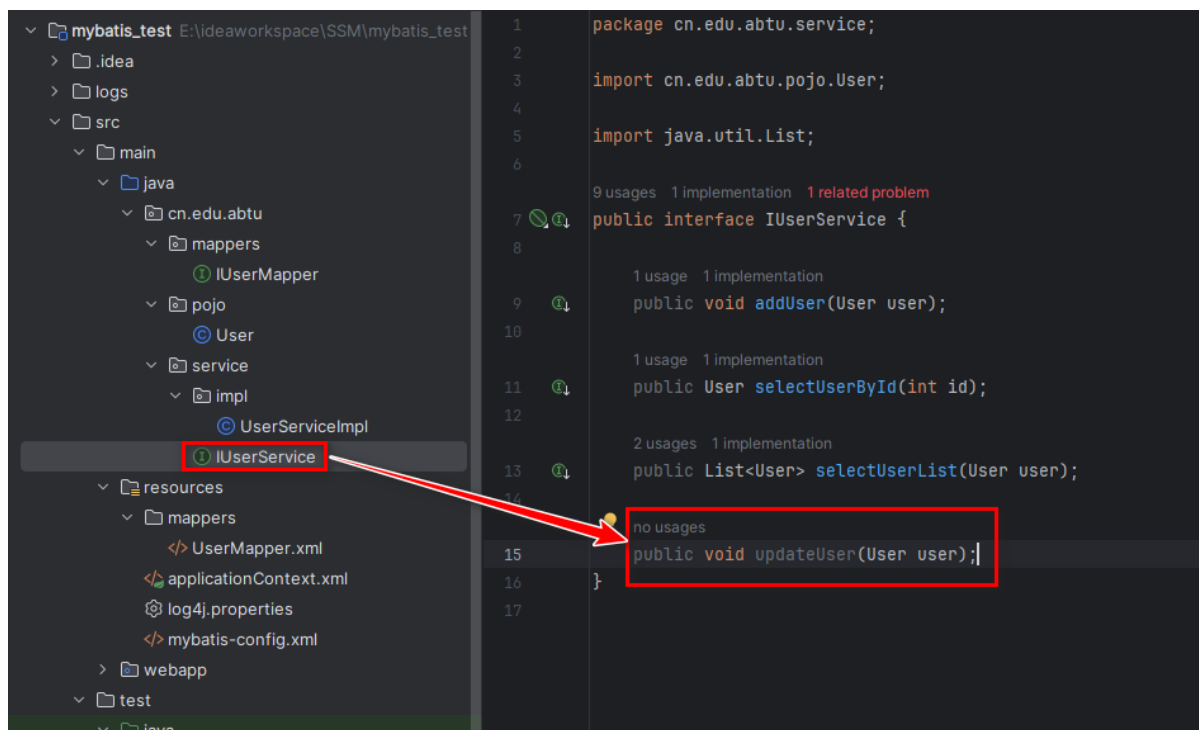 mybatis_test E:\ideaworkspace\SSM\mybatis_test
.idea
logs
src
main
java
cn.edu.abtu
mappers
IUserMapper
pojo
User
service
impl
UserServiceImpl
IUserService
resources
mappers
UserMapper.xml
applicationContext.xml
log4j.properties
mybatis-config.xml
webapp
test
java
1 package cn.edu.abtu.service;
2
3 import cn.edu.abtu.pojo.User;
4
5 import java.util.List;
6
9 usages 1 implementation 1 related problem
7 public interface IUserService {
8
1 usage 1 implementation
9 public void addUser(User user);
10
1 usage 1 implementation
11 public User selectUserById(int id);
12
2 usages 1 implementation
13 public List<User> selectUserList(User user);
14
no usages
15 public void updateUser(User user);
16 }
17